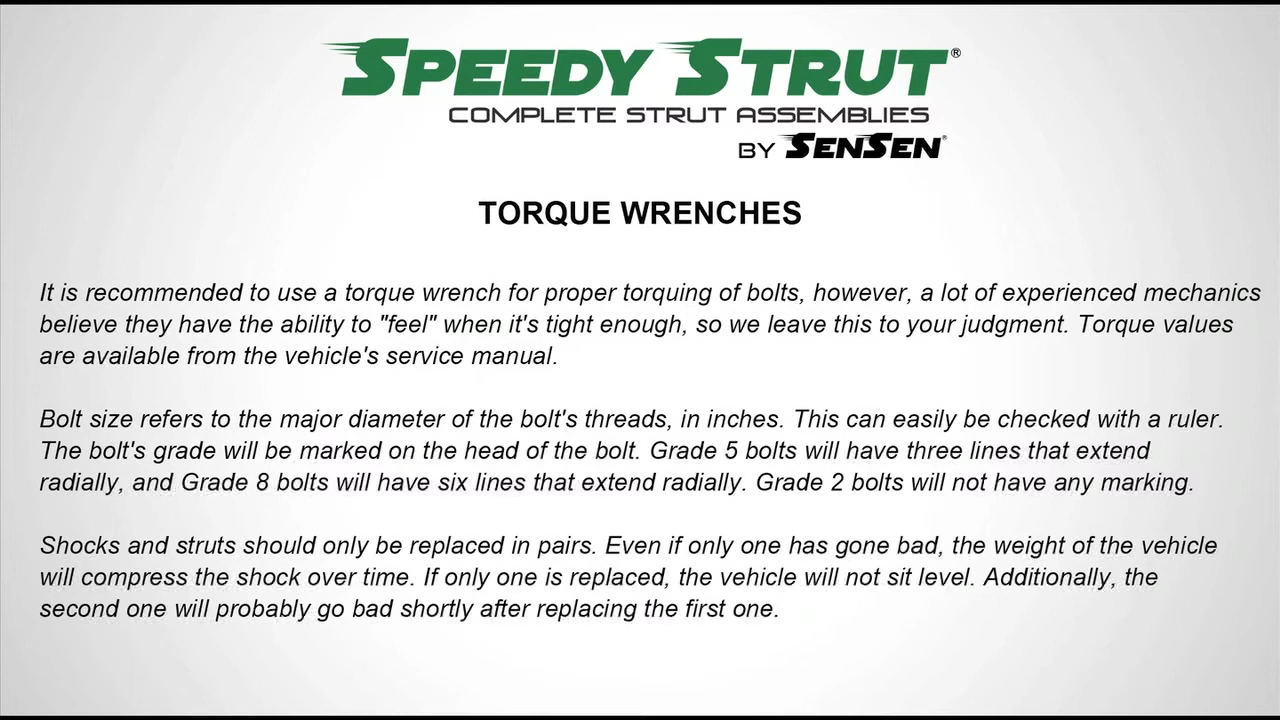 SPEEDY STRUT®
COMPLETE STRUT ASSEMBLIES
BY SENSEN®
TORQUE WRENCHES
It is recommended to use a torque wrench for proper torquing of bolts, however, a lot of experienced mechanics
believe they have the ability to "feel" when it's tight enough, so we leave this to your judgment. Torque values
are available from the vehicle's service manual.
Bolt size refers to the major diameter of the bolt's threads, in inches. This can easily be checked with a ruler.
The bolt's grade will be marked on the head of the bolt. Grade 5 bolts will have three lines that extend
radially, and Grade 8 bolts will have six lines that extend radially. Grade 2 bolts will not have any marking.
Shocks and struts should only be replaced in pairs. Even if only one has gone bad, the weight of the vehicle
will compress the shock over time. If only one is replaced, the vehicle will not sit level. Additionally, the
second one will probably go bad shortly after replacing the first one.